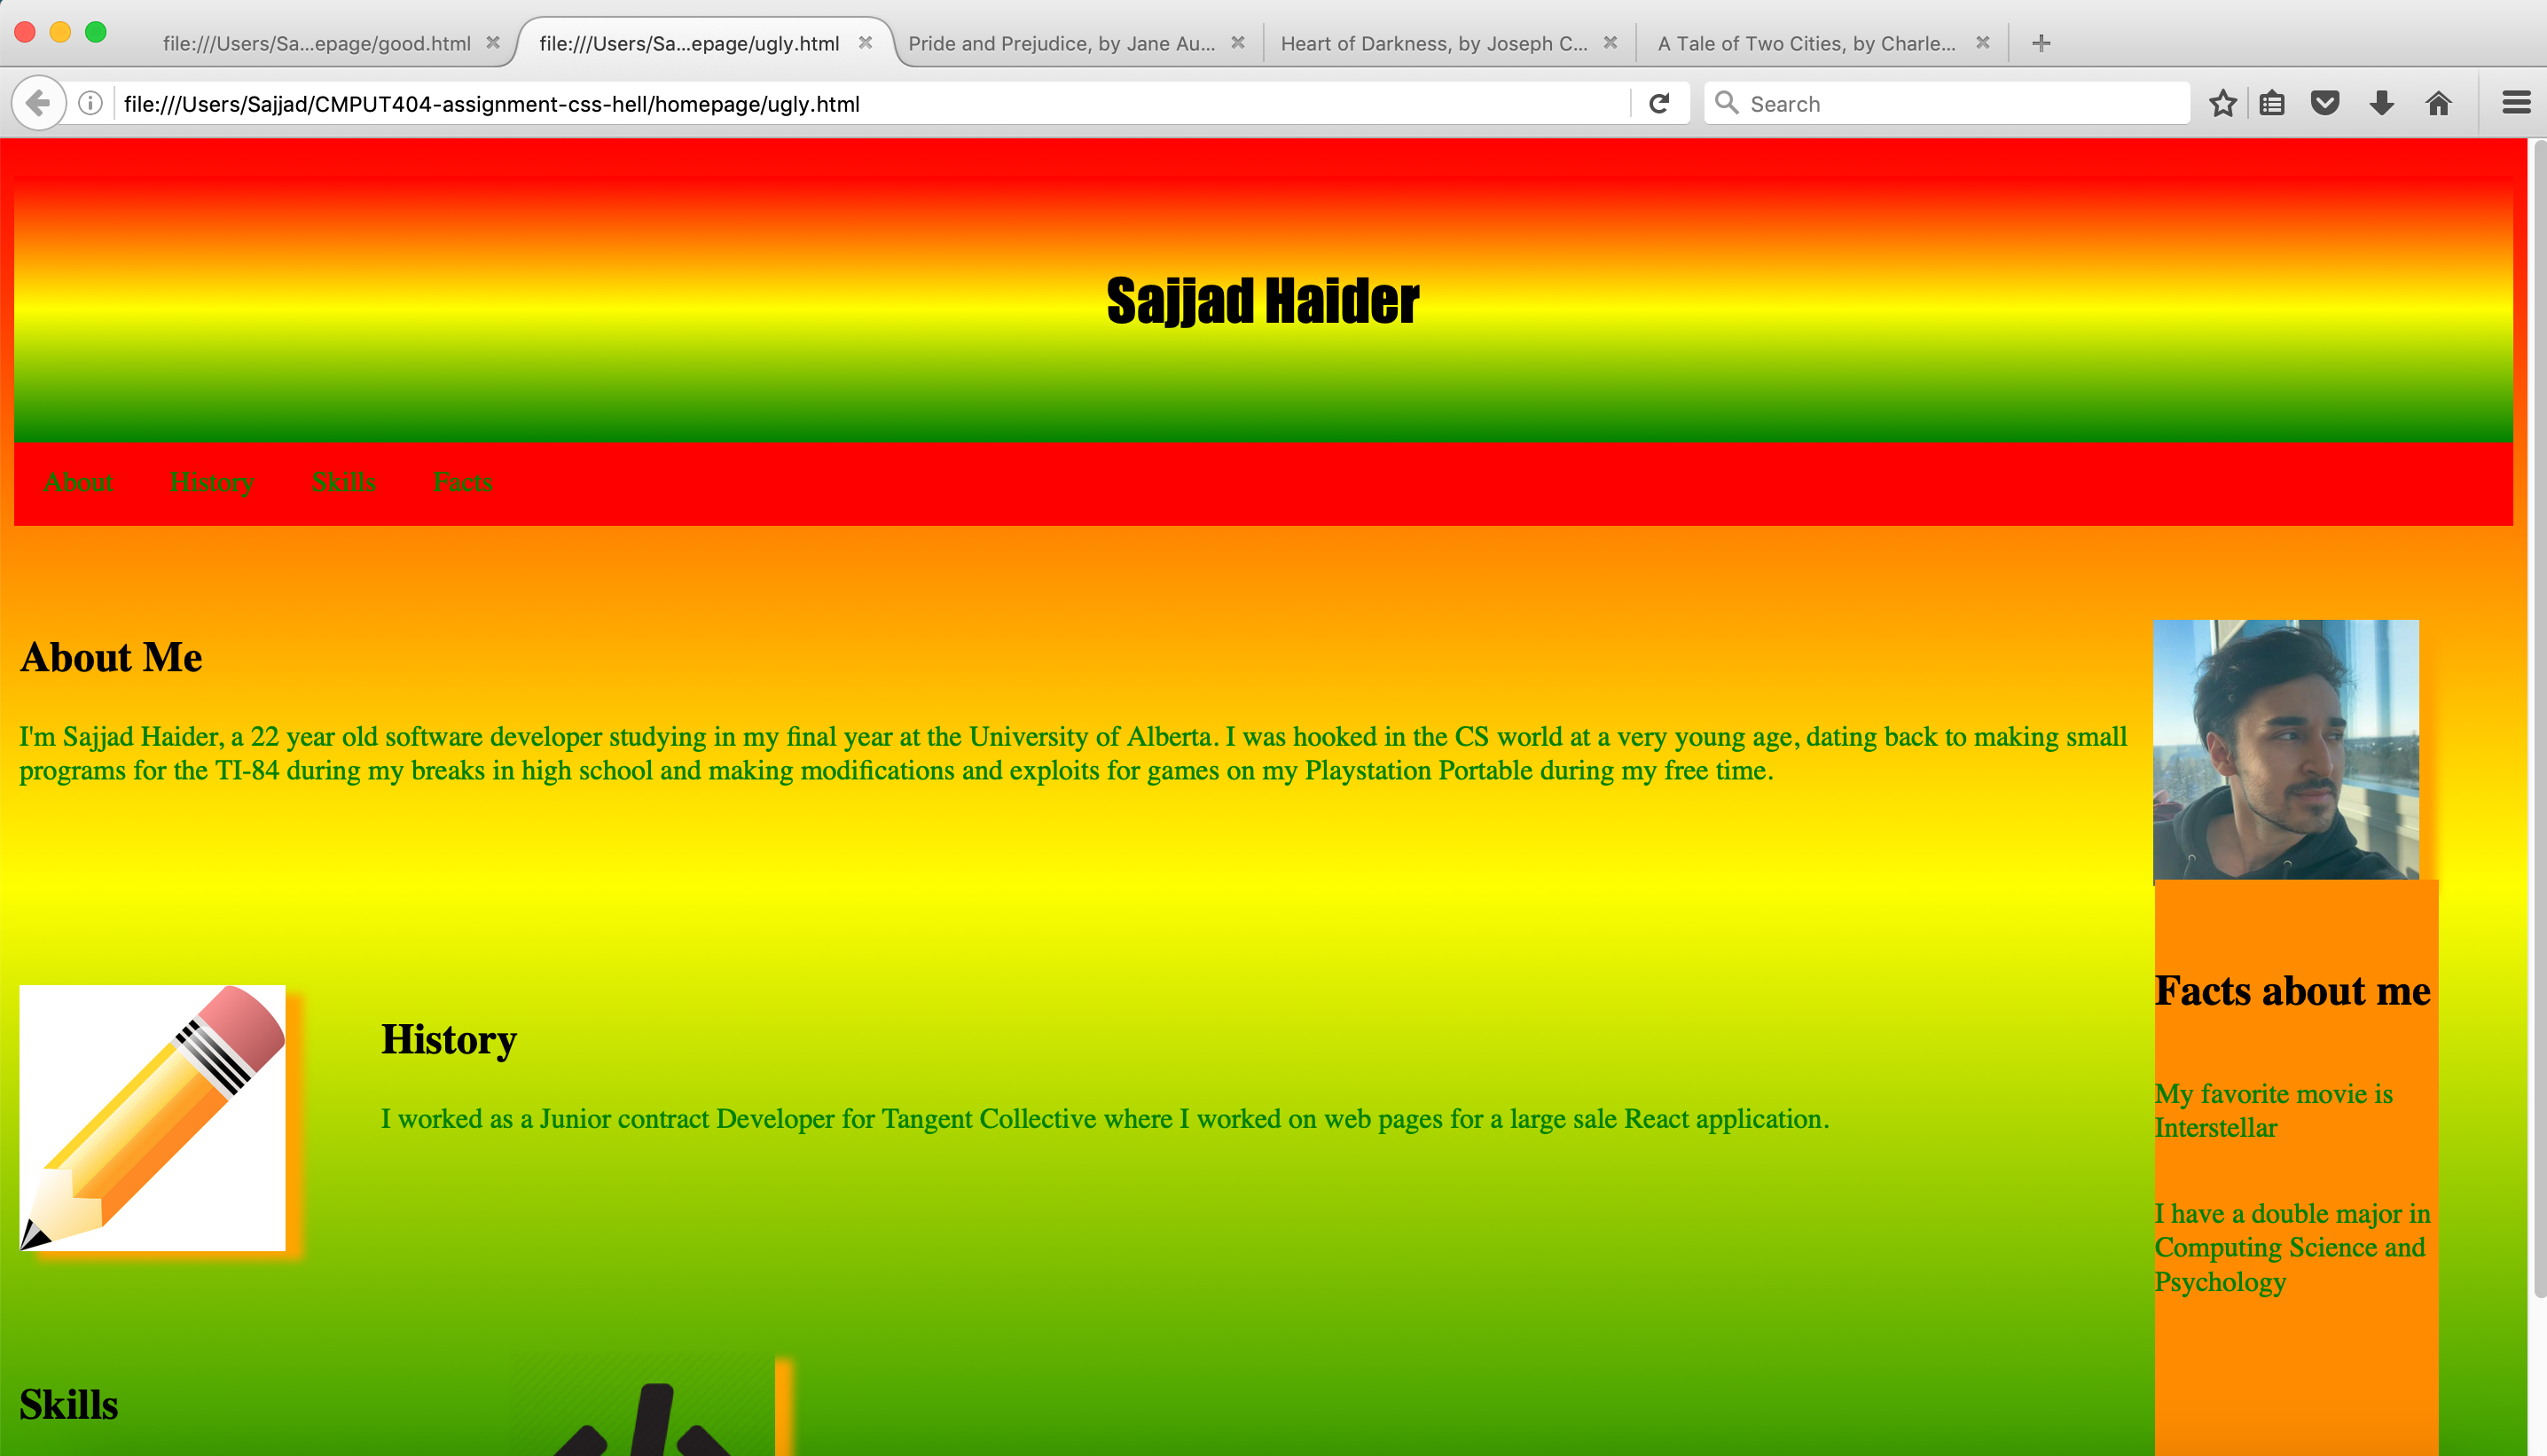 file:///Users/Sa...epage/good.html
file:///Users/Sa...epage/ugly.html
Pride and Prejudice, by Jane Au...
Heart of Darkness, by Joseph C...
A Tale of Two Cities, by Charle...
file:///Users/Sajjad/CMPUT404-assignment-css-hell/homepage/ugly.html
Search
Sajjad Haider
About History Skills Facts
About Me
I'm Sajjad Haider, a 22 year old software developer studying in my final year at the University of Alberta. I was hooked in the CS world at a very young age, dating back to making small
programs for the TI-84 during my breaks in high school and making modifications and exploits for games on my Playstation Portable during my free time.
History
I worked as a Junior contract Developer for Tangent Collective where I worked on web pages for a large sale React application.
Facts about me
My favorite movie is
Interstellar
I have a double major in
Computing Science and
Psychology
Skills